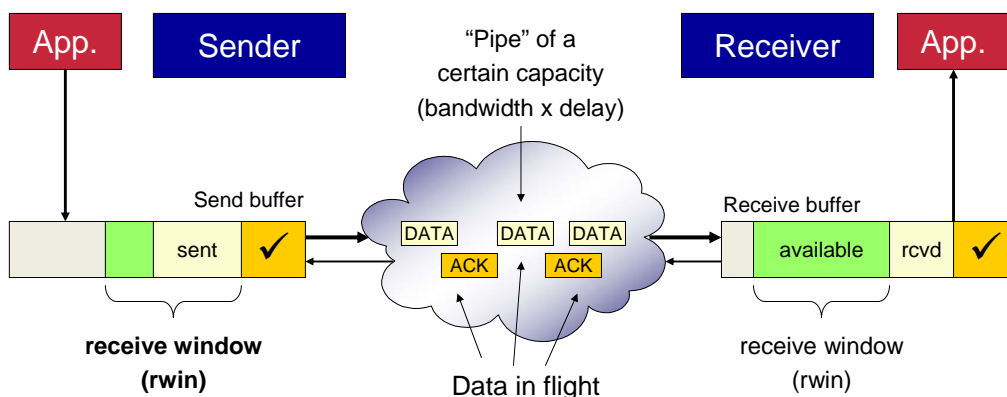 App.
Sender
“Pipe” of a
certain capacity
(bandwidth x delay)
Receiver
App.
Send buffer
Receive buffer
sent
✓
DATA
DATA
DATA
ACK
ACK
available
rcvd
✓
receive window
(rwin)
Data in flight
receive window
(rwin)